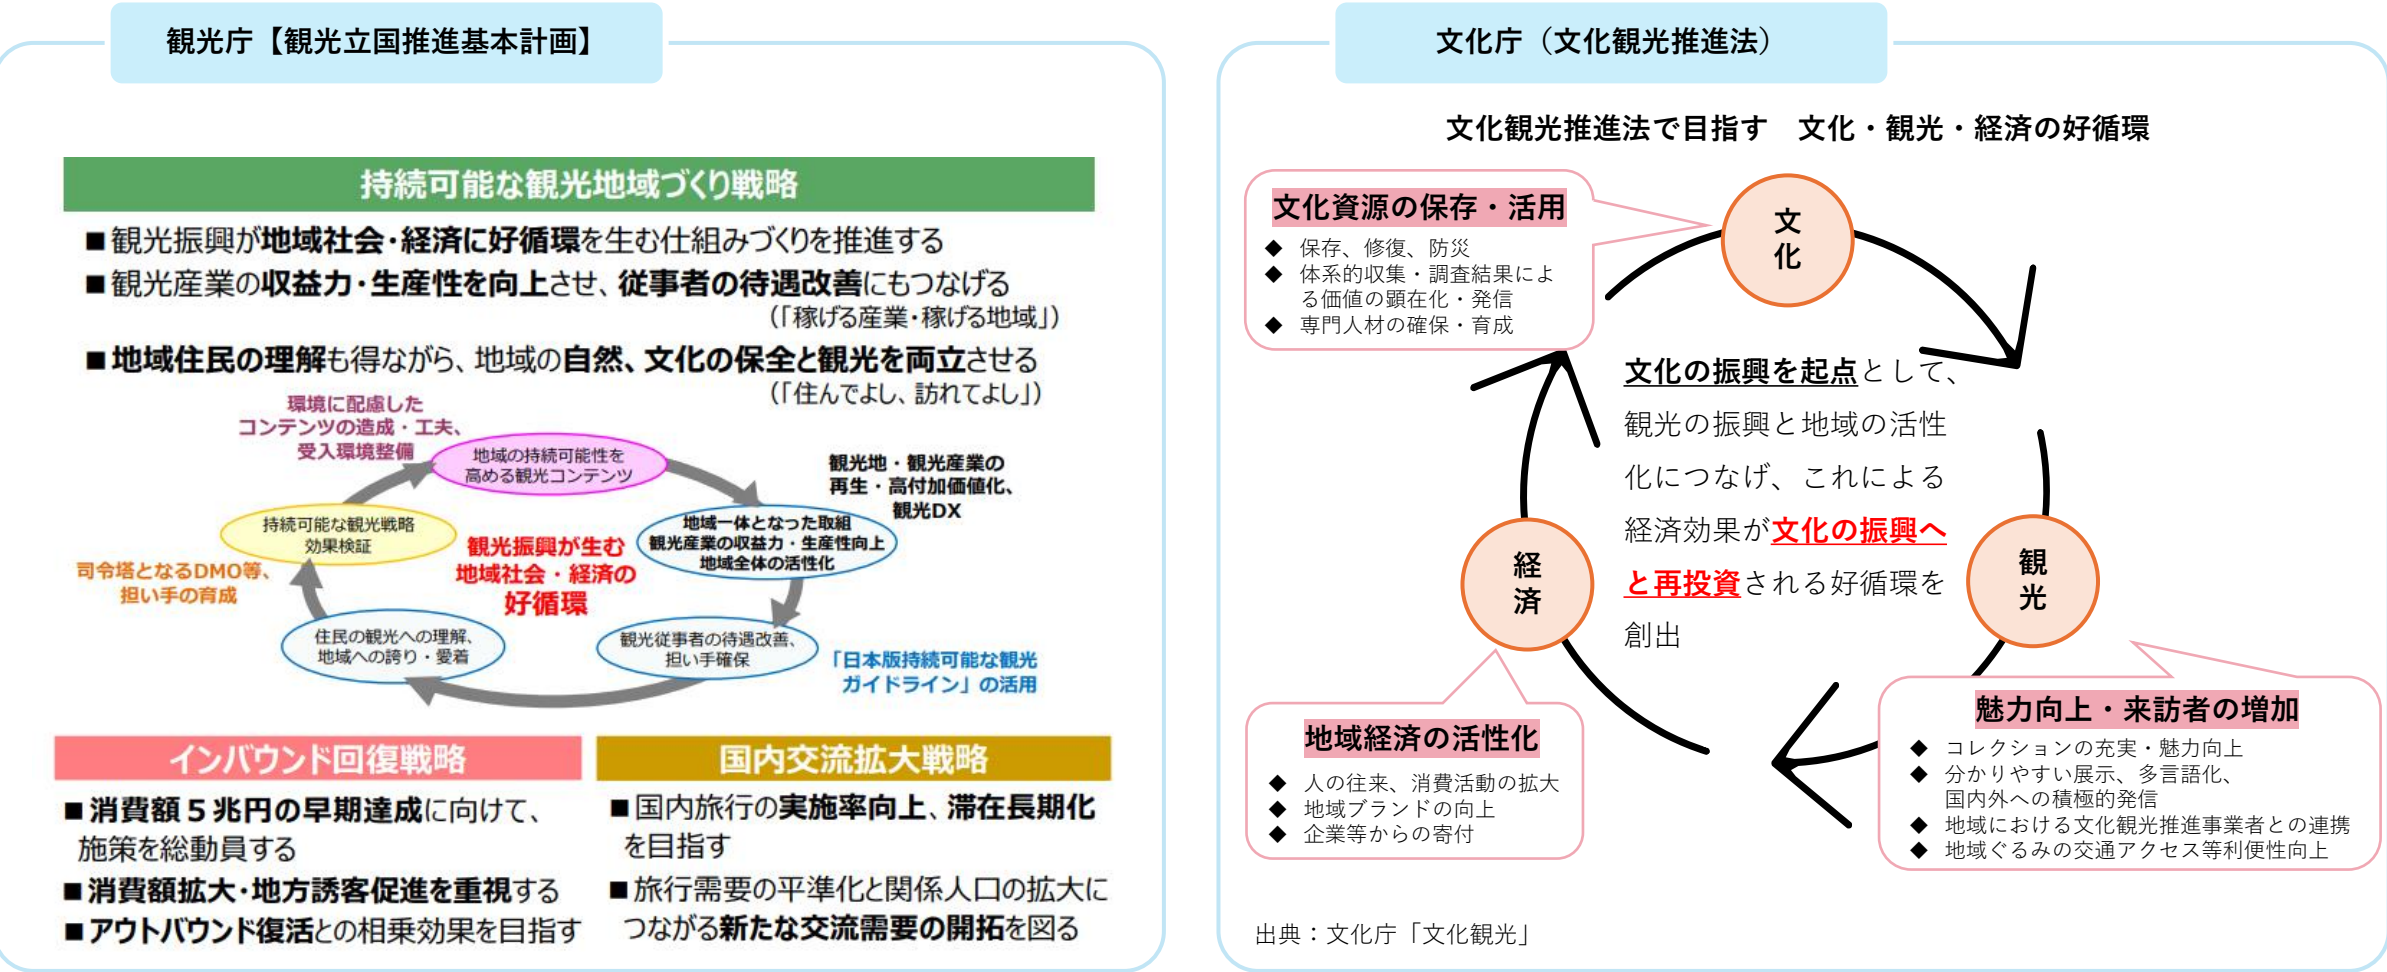 観光庁【観光立国推進基本計画】
持続可能な観光地域づくり戦略
■観光振興が地域社会・経済に好循環を生む仕組みづくりを推進する
■観光産業の収益力・生産性を向上させ、従事者の待遇改善にもつなげる
(「稼げる産業・稼げる地域」)
■地域住民の理解も得ながら、地域の自然、文化の保全と観光を両立させる
(「住んでよし、訪れてよし」)
環境に配慮した
コンテンツの造成・工夫、
受入環境整備
地域の持続可能性を
高める観光コンテンツ
観光地・観光産業の
再生・高付加価値化、
観光DX
持続可能な観光戦略
効果検証
観光振興が生む
地域社会・経済の
好循環
地域一体となった取組
観光産業の収益力・生産性向上
地域全体の活性化
司令塔となるDMO等、
担い手の育成
住民の観光への理解、
地域への誇り・愛着
観光従事者の待遇改善、
担い手確保
「日本版持続可能な観光
ガイドライン」の活用
インバウンド回復戦略
■消費額５兆円の早期達成に向けて、
施策を総動員する
■消費額拡大・地方誘客促進を重視する
■アウトバウンド復活との相乗効果を目指す
国内交流拡大戦略
■国内旅行の実施率向上、滞在長期化
を目指す
■旅行需要の平準化と関係人口の拡大に
つながる新たな交流需要の開拓を図る
文化庁（文化観光推進法）
文化観光推進法で目指す　文化・観光・経済の好循環
文化資源の保存・活用
◆ 保存、修復、防災
◆ 体系的収集・調査結果によ
る価値の顕在化・発信
◆ 専門人材の確保・育成
文
化
文化の振興を起点として、
観光の振興と地域の活性
化につなげ、これによる
経済効果が文化の振興へ
と再投資される好循環を
創出
経
済
観
光
地域経済の活性化
◆ 人の往来、消費活動の拡大
◆ 地域ブランドの向上
◆ 企業等からの寄付
魅力向上・来訪者の増加
◆ コレクションの充実・魅力向上
◆ 分かりやすい展示、多言語化、
国内外への積極的発信
◆ 地域における文化観光推進事業者との連携
◆ 地域ぐるみの交通アクセス等利便性向上
出典：文化庁「文化観光」